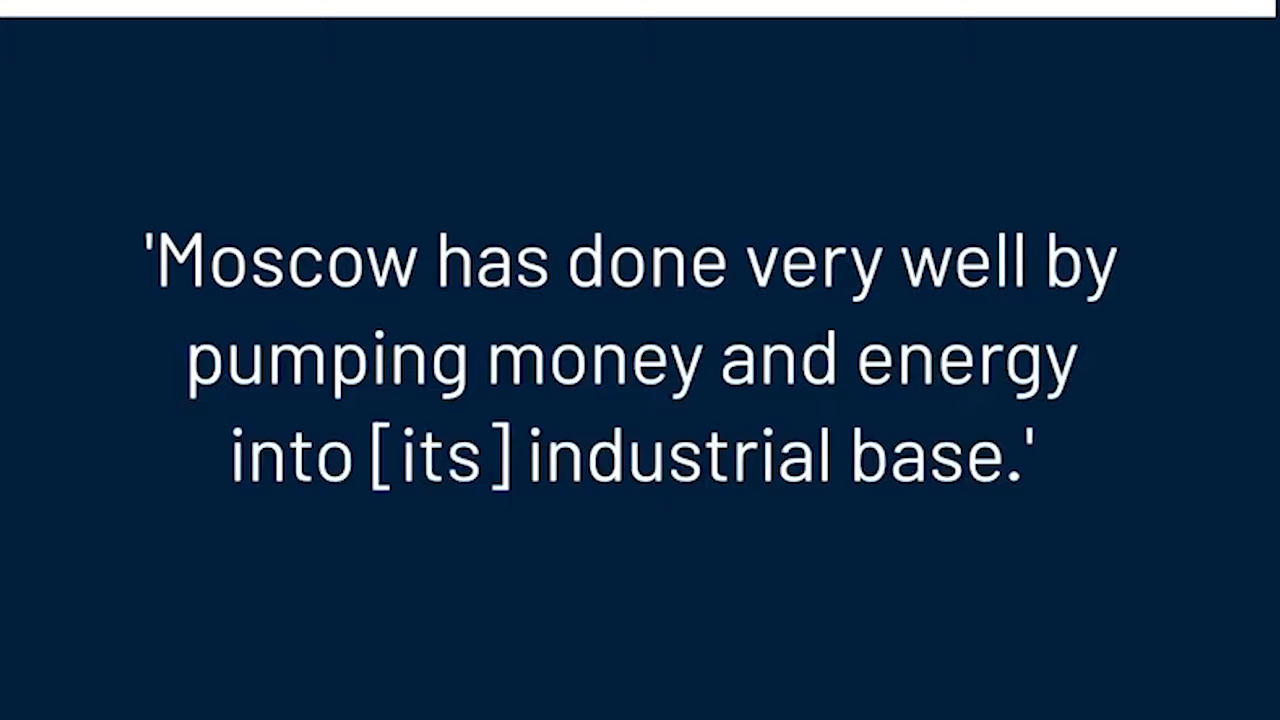 'Moscow has done very well by
pumping money and energy
into [its] industrial base.'